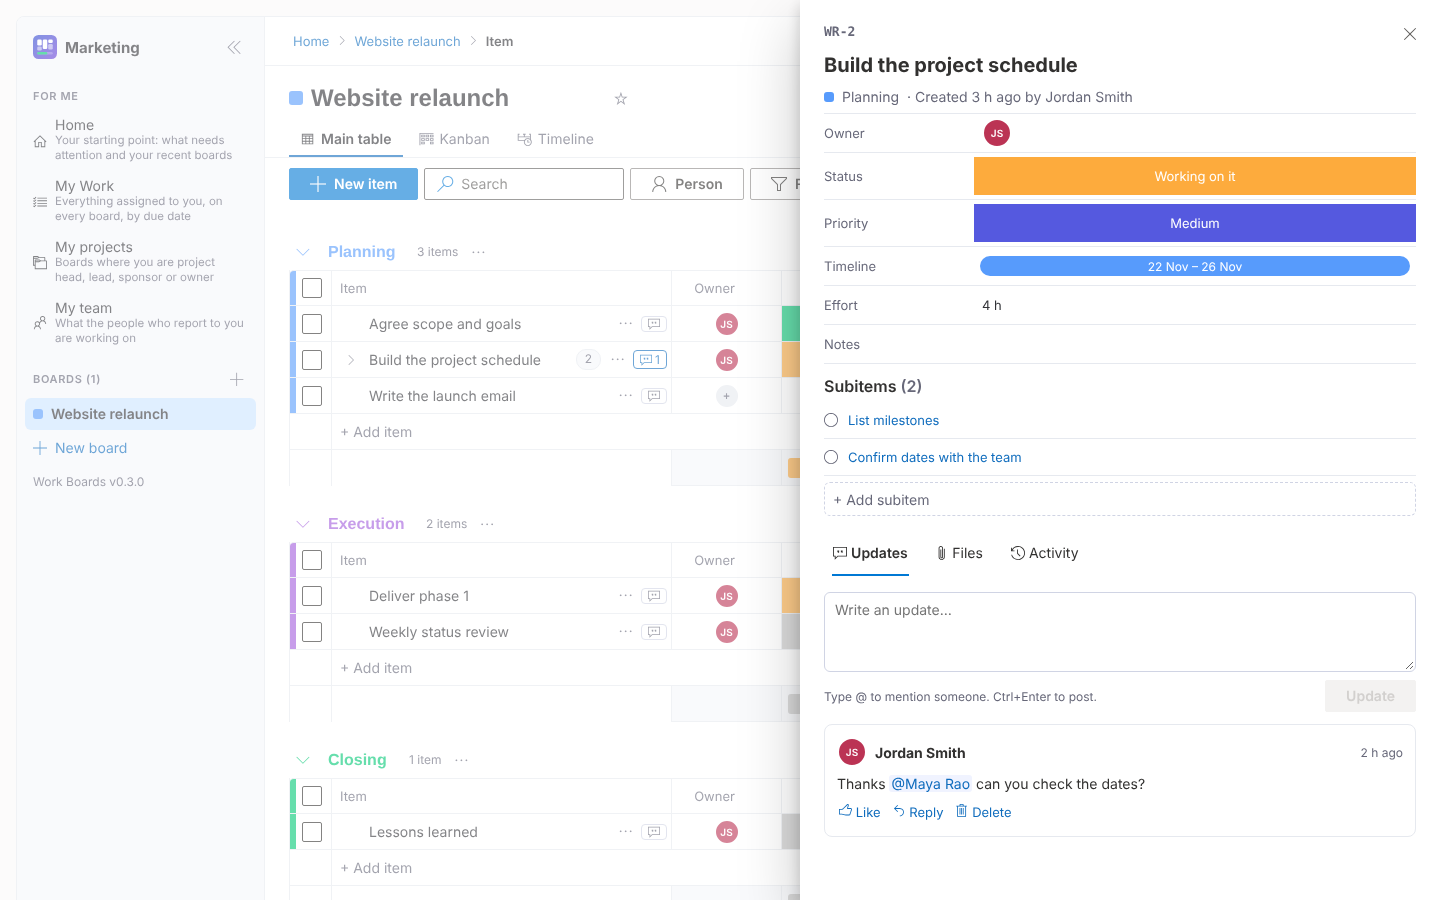 Marketing
FOR ME
Home
Your starting point: what needs
attention and your recent boards
My Work
Everything assigned to you, on
every board, by due date
My projects
Boards where you are project
head, lead, sponsor or owner
My team
What the people who report to you
are working on
BOARDS (1)
Website relaunch
New board
Work Boards v0.3.0
Home > Website relaunch > Item
Website relaunch
Main table Kanban Timeline
New item Search Person
Planning 3 items ...
Item Owner
Agree scope and goals ... JS
Build the project schedule 2 ... 1 JS
Write the launch email ... +
+ Add item
Execution 2 items ...
Item Owner
Deliver phase 1 ... JS
Weekly status review ... JS
+ Add item
Closing 1 item ...
Item Owner
Lessons learned ... JS
+ Add item
WR-2
Build the project schedule
Planning · Created 3 h ago by Jordan Smith
Owner JS
Status Working on it
Priority Medium
Timeline 22 Nov – 26 Nov
Effort 4 h
Notes
Subitems (2)
List milestones
Confirm dates with the team
+ Add subitem
Updates Files Activity
Write an update...
Type @ to mention someone. Ctrl+Enter to post. Update
JS Jordan Smith 2 h ago
Thanks @Maya Rao can you check the dates?
Like Reply Delete